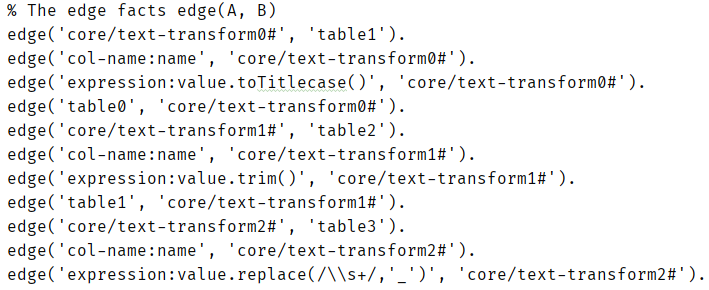 % The edge facts edge(A, B)
edge('core/text-transform0#', 'table1').
edge('col-name:name', 'core/text-transform0#').
edge('expression:value.toTitlecase()', 'core/text-transform0#').
edge('table0', 'core/text-transform0#').
edge('core/text-transform1#', 'table2').
edge('col-name:name', 'core/text-transform1#').
edge('expression:value.trim()', 'core/text-transform1#').
edge('table1', 'core/text-transform1#').
edge('core/text-transform2#', 'table3').
edge('col-name:name', 'core/text-transform2#').
edge('expression:value.replace(/\\s+/,'_')', 'core/text-transform2#').